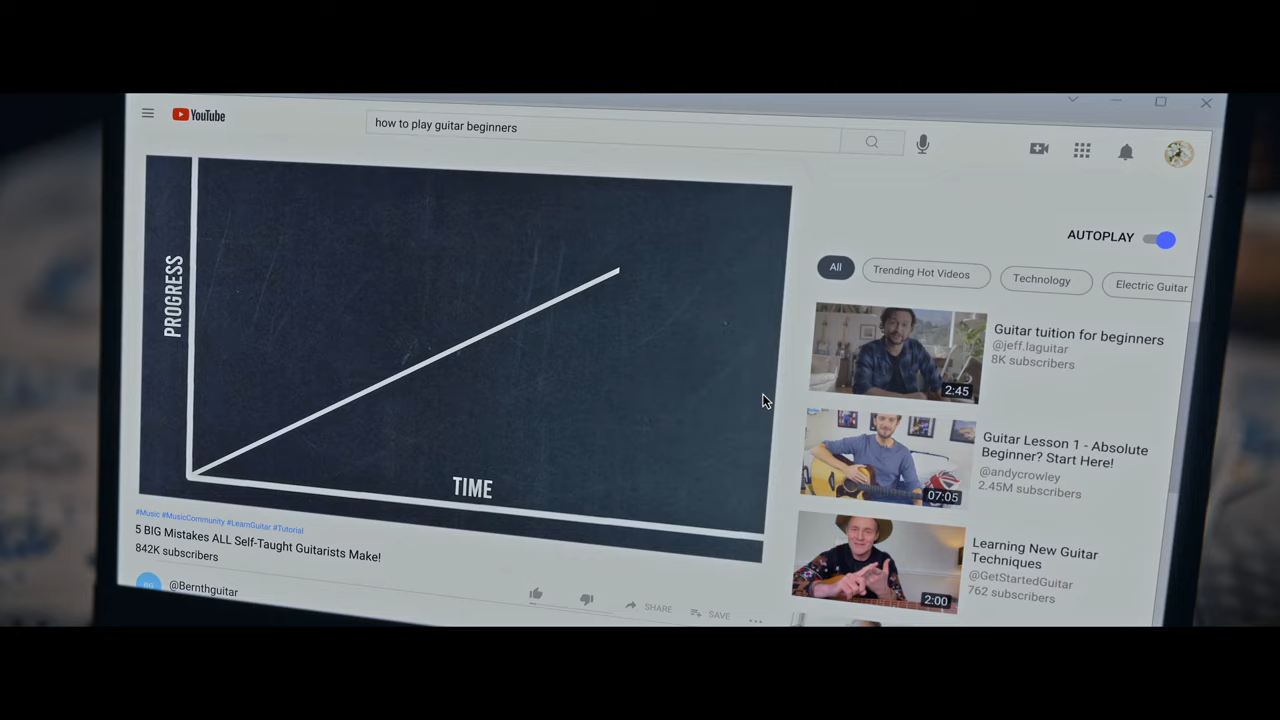 YouTube
how to play guitar beginners
AUTOPLAY
All
Trending Hot Videos
Technology
Electric Guitar
PROGRESS
TIME
#Music #MusicCommunity #LearnGuitar #Tutorial
5 BIG Mistakes ALL Self-Taught Guitarists Make!
842K subscribers
BG
@Bernthguitar
SHARE
SAVE
Guitar tuition for beginners
@jeff.laguitar
8K subscribers
2:45
Guitar Lesson 1 - Absolute
Beginner? Start Here!
@andycrowley
2.45M subscribers
07:05
Learning New Guitar
Techniques
@GetStartedGuitar
762 subscribers
2:00